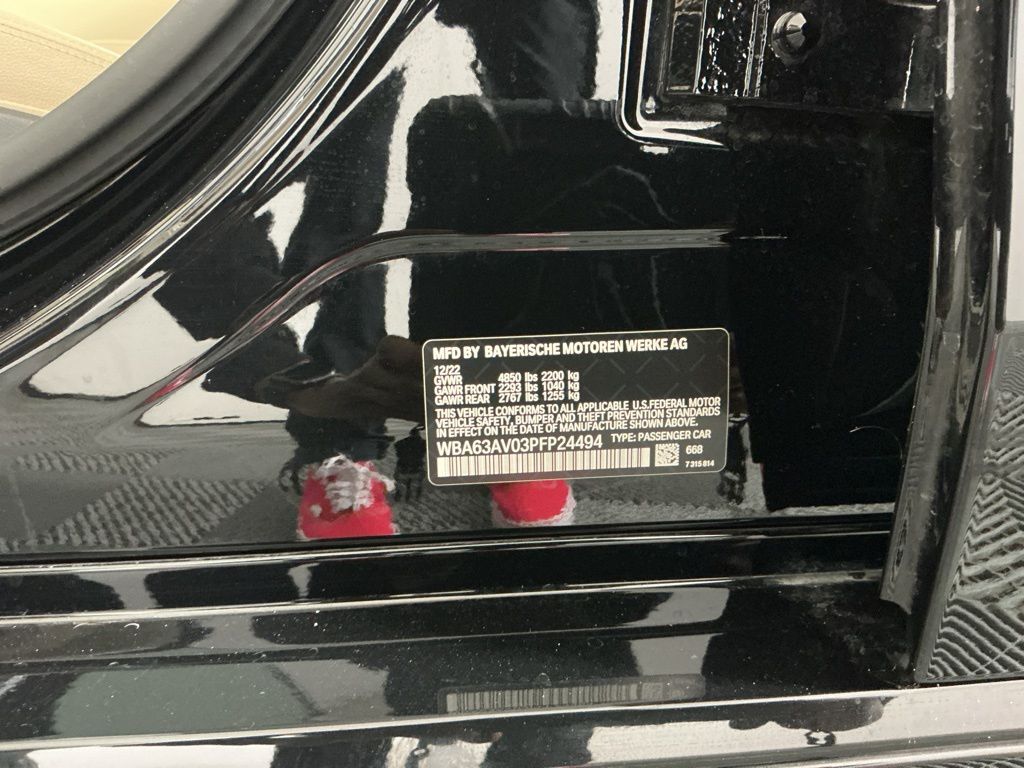 MFD BY BAYERISCHE MOTOREN WERKE AG
12/22
GVWR 4850 lbs 2200 kg
GAWR FRONT 2293 lbs 1040 kg
GAWR REAR 2767 lbs 1255 kg
THIS VEHICLE CONFORMS TO ALL APPLICABLE U.S.FEDERAL MOTOR
VEHICLE SAFETY, BUMPER AND THEFT PREVENTION STANDARDS
IN EFFECT ON THE DATE OF MANUFACTURE SHOWN ABOVE.
WBA63AV03PFP24494 TYPE: PASSENGER CAR
668
7 315 814